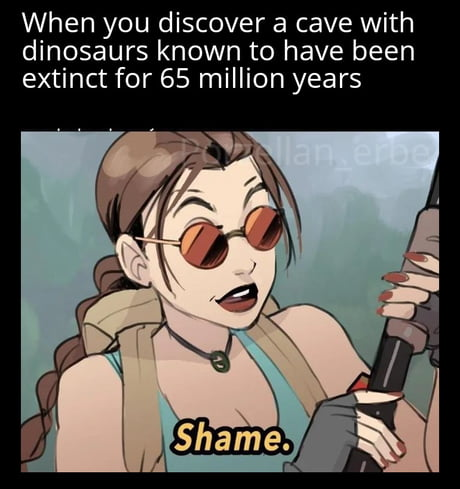 When you discover a cave with
dinosaurs known to have been
extinct for 65 million years
Shame.